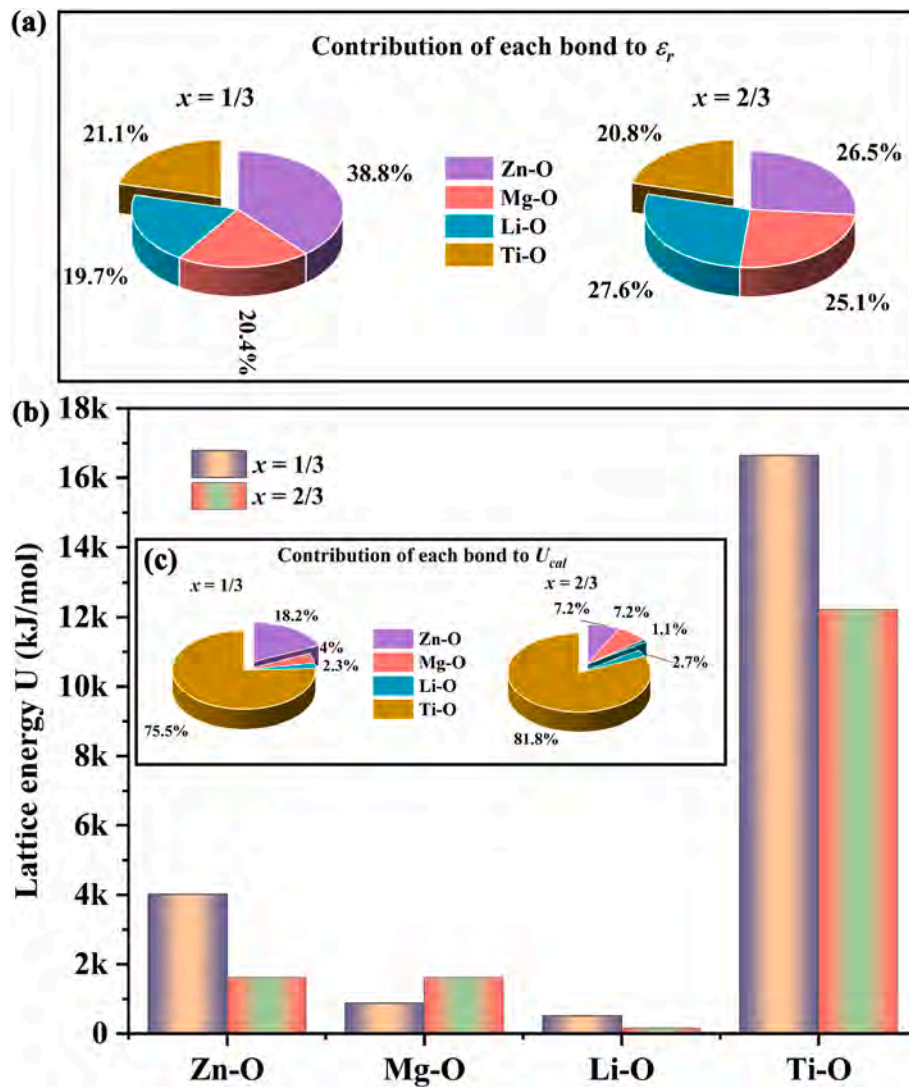 (a)
Contribution of each bond to εr
x = 1/3
x = 2/3
21.1%
38.8%
19.7%
20.4%
Zn-O
Mg-O
Li-O
Ti-O
20.8%
26.5%
27.6%
25.1%
(b)
18k
16k
14k
12k
10k
8k
6k
4k
2k
0
Lattice energy U (kJ/mol)
x = 1/3
x = 2/3
(c)
Contribution of each bond to Ucal
x = 1/3
x = 2/3
18.2%
4%
2.3%
75.5%
Zn-O
Mg-O
Li-O
Ti-O
7.2%
7.2%
1.1%
2.7%
81.8%
Zn-O
Mg-O
Li-O
Ti-O